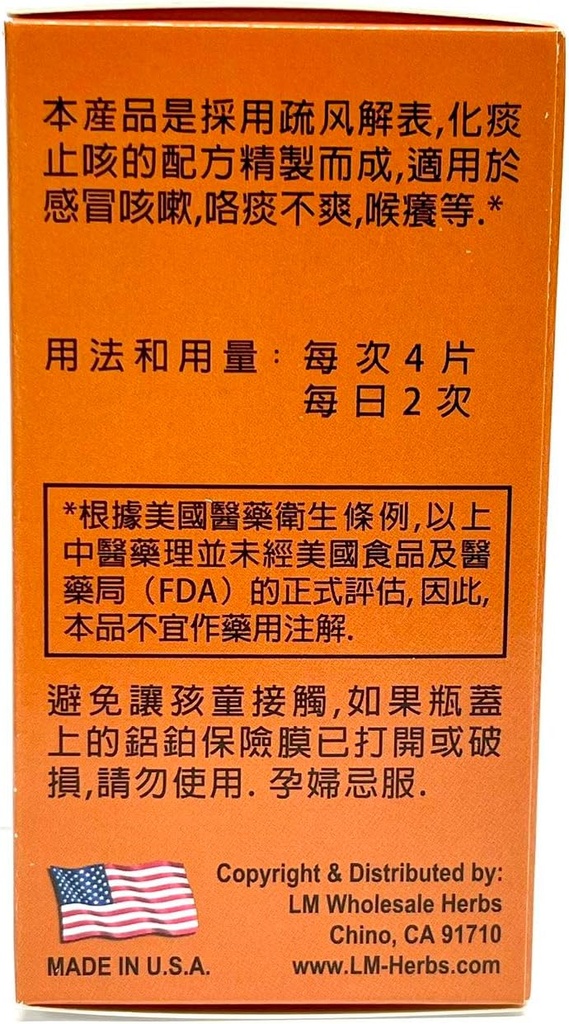 本産品是採用疏风解表,化痰
止咳的配方精製而成,適用於
感冒咳嗽,咯痰不爽,喉癢等.*
用法和用量：每次4片
每日2次
*根據美國醫藥衛生條例,以上
中醫藥理並未經美國食品及醫
藥局（FDA）的正式評估,因此,
本品不宜作藥用注解.
避免讓孩童接觸,如果瓶蓋
上的鋁鉑保險膜已打開或破
損,請勿使用. 孕婦忌服.
Copyright & Distributed by:
LM Wholesale Herbs
Chino, CA 91710
MADE IN U.S.A. www.LM-Herbs.com